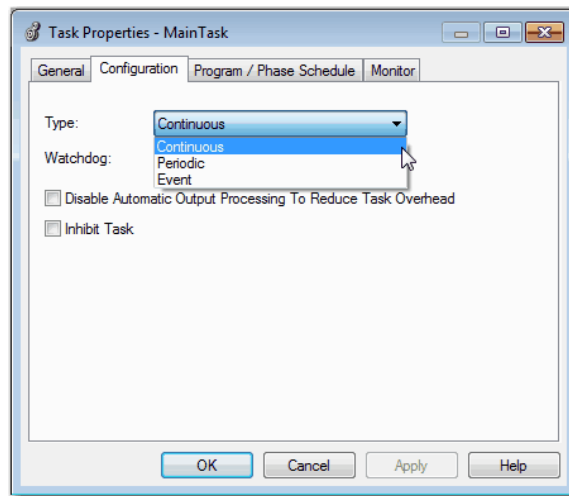 Task Properties - MainTask
General Configuration Program / Phase Schedule Monitor
Type: Continuous
Continuous
Watchdog: Periodic
Event
Disable Automatic Output Processing To Reduce Task Overhead
Inhibit Task
OK Cancel Apply Help